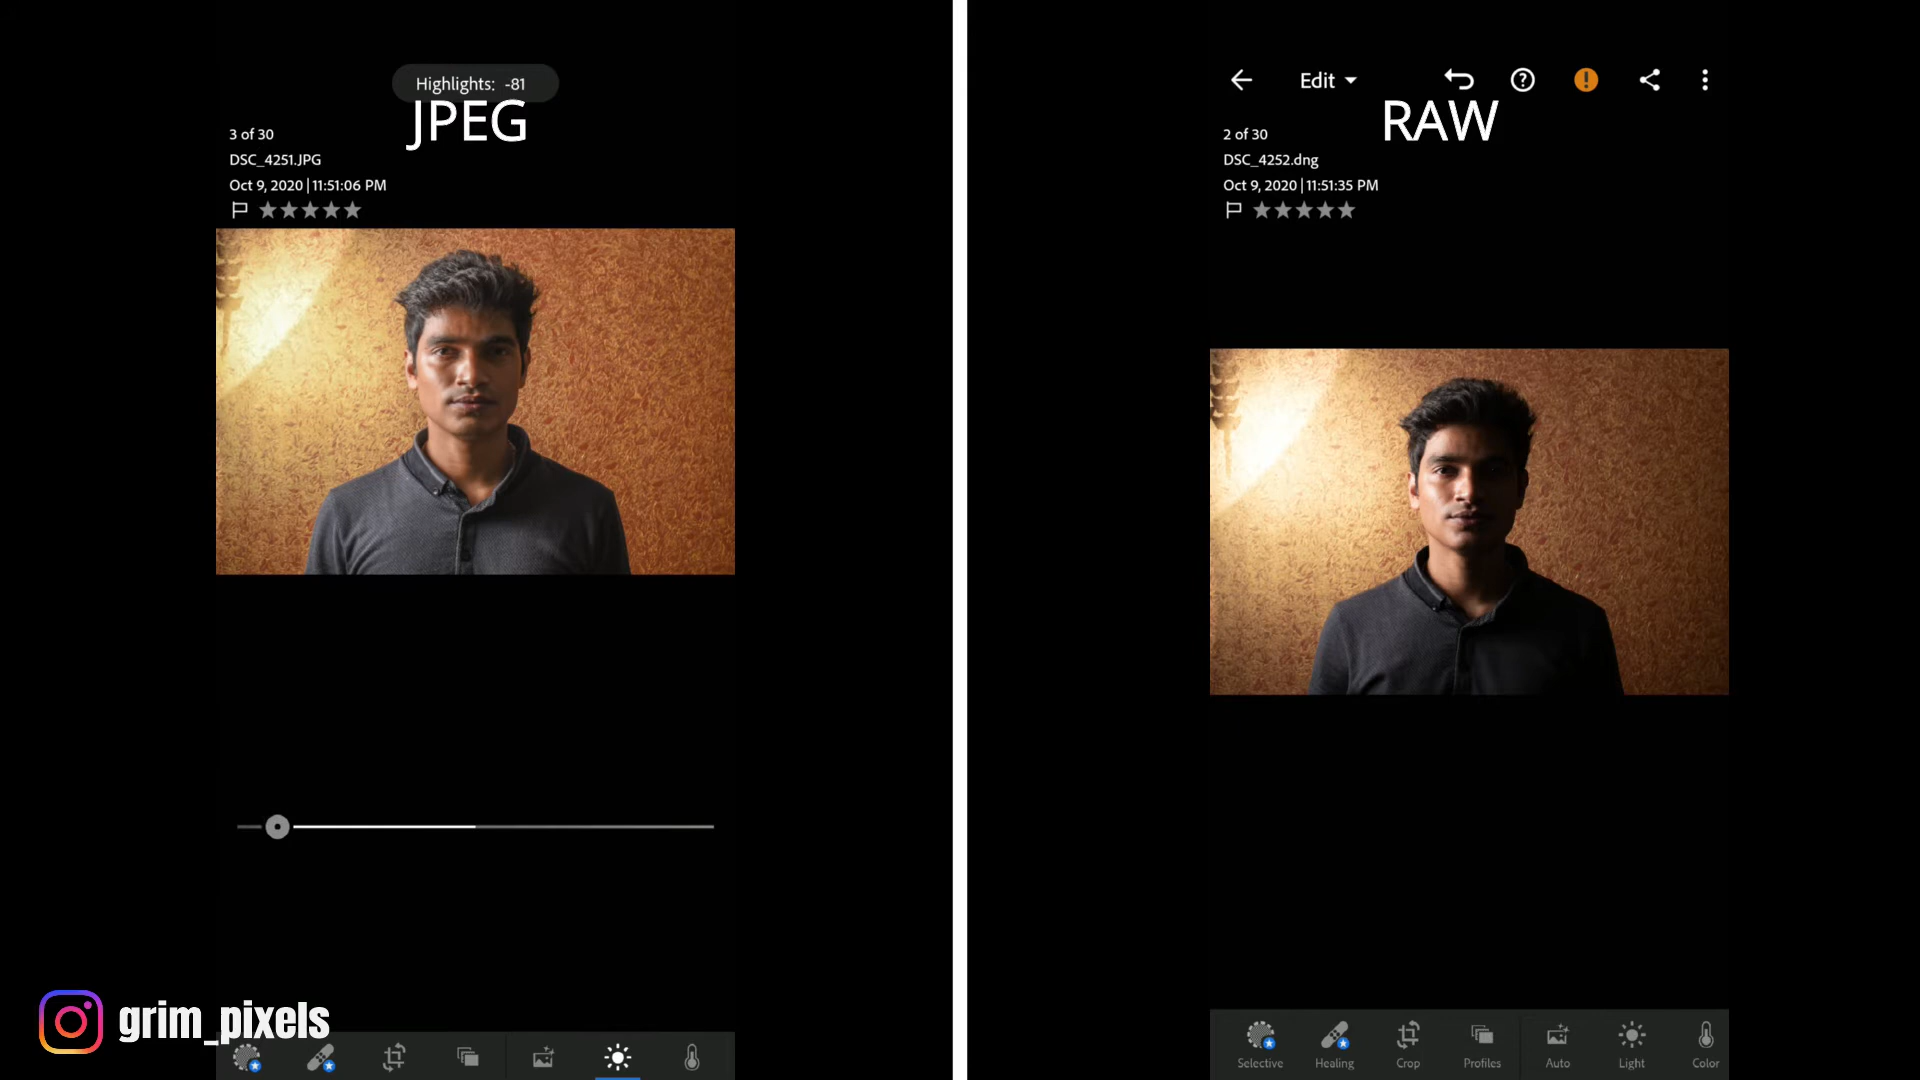 Highlights: -81
JPEG
3 of 30
DSC_4251.JPG
Oct 9, 2020 | 11:51:06 PM
grim_pixels
Edit
RAW
2 of 30
DSC_4252.dng
Oct 9, 2020 | 11:51:35 PM
Selective
Healing
Crop
Profiles
Auto
Light
Color